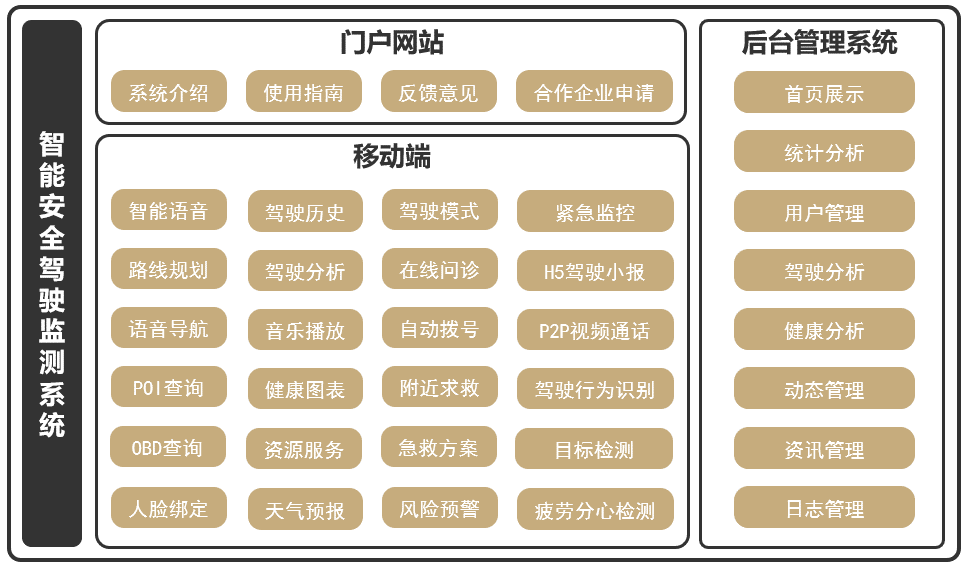 智能安全驾驶监测系统
门户网站
系统介绍
使用指南
反馈意见
合作企业申请
移动端
智能语音
驾驶历史
驾驶模式
紧急监控
路线规划
驾驶分析
在线问诊
H5驾驶小报
语音导航
音乐播放
自动拨号
P2P视频通话
POI查询
健康图表
附近求救
驾驶行为识别
OBD查询
资源服务
急救方案
目标检测
人脸绑定
天气预报
风险预警
疲劳分心检测
后台管理系统
首页展示
统计分析
用户管理
驾驶分析
健康分析
动态管理
资讯管理
日志管理